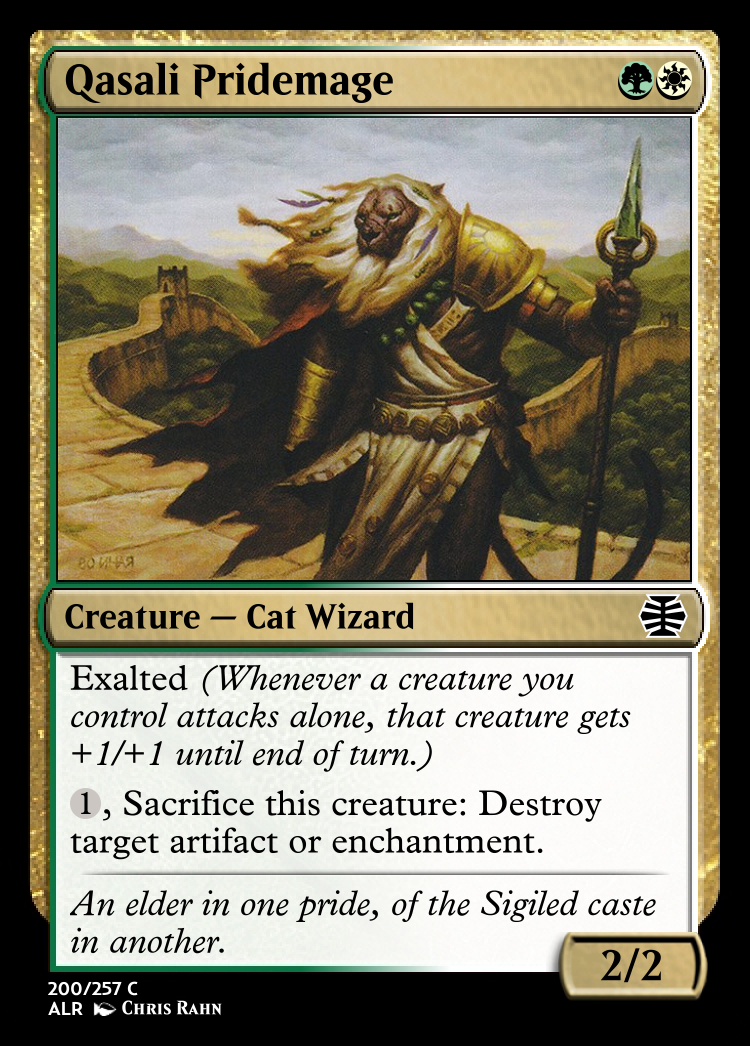 Qasali Pridemage
Creature — Cat Wizard
Exalted (Whenever a creature you
control attacks alone, that creature gets
+1/+1 until end of turn.)
1, Sacrifice this creature: Destroy
target artifact or enchantment.
An elder in one pride, of the Sigiled caste
in another.
2/2
200/257 C
ALR Chris Rahn